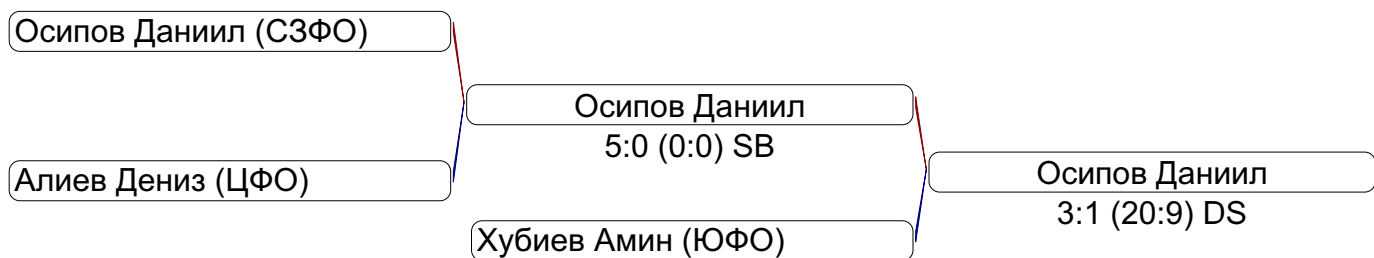 Осипов Даниил (СЗФО)
Осипов Даниил
5:0 (0:0) SB
Алиев Дениз (ЦФО)
Осипов Даниил
3:1 (20:9) DS
Хубиев Амин (ЮФО)